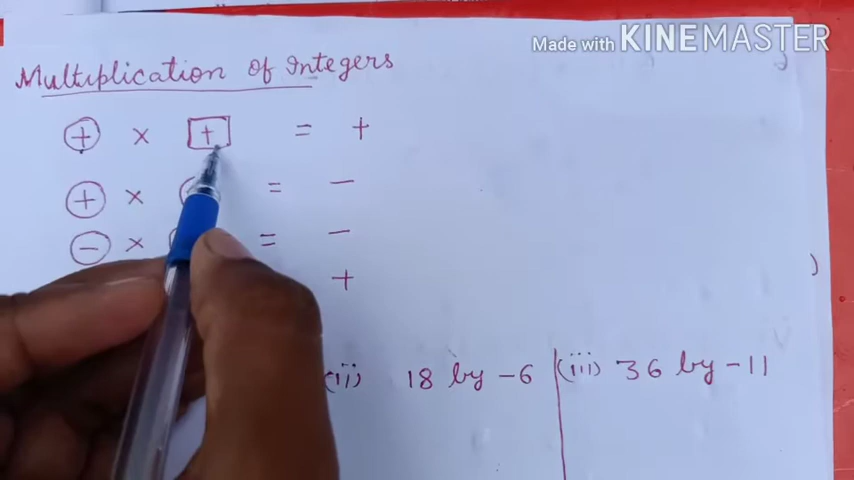 Made with KINEMASTER
Multiplication of Integers
+ × + = +
+ × = −
− × = −
+
(ii) 18 by -6 (iii) 36 by -11